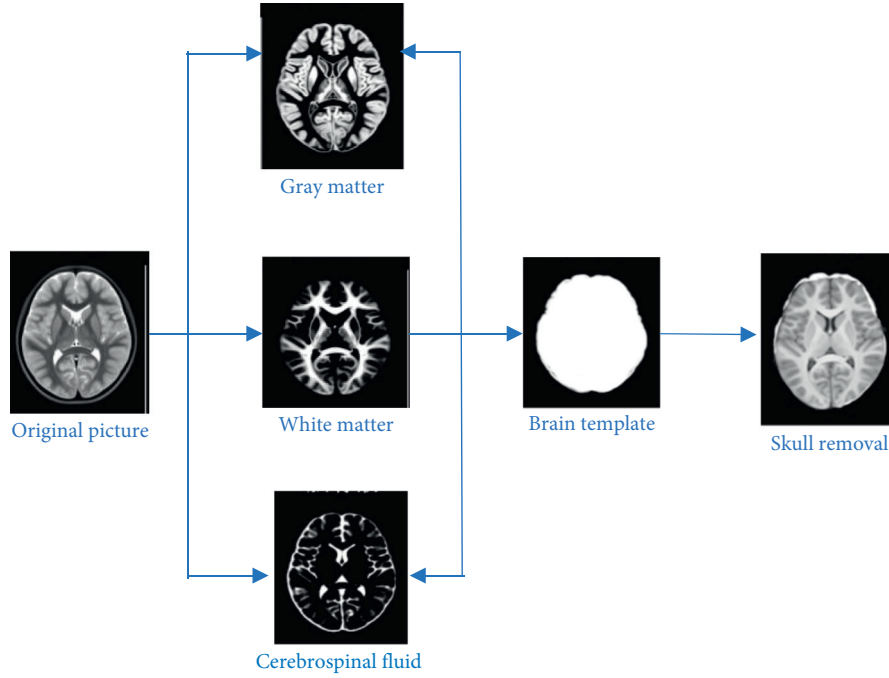 Gray matter
Original picture
White matter
Brain template
Skull removal
Cerebrospinal fluid